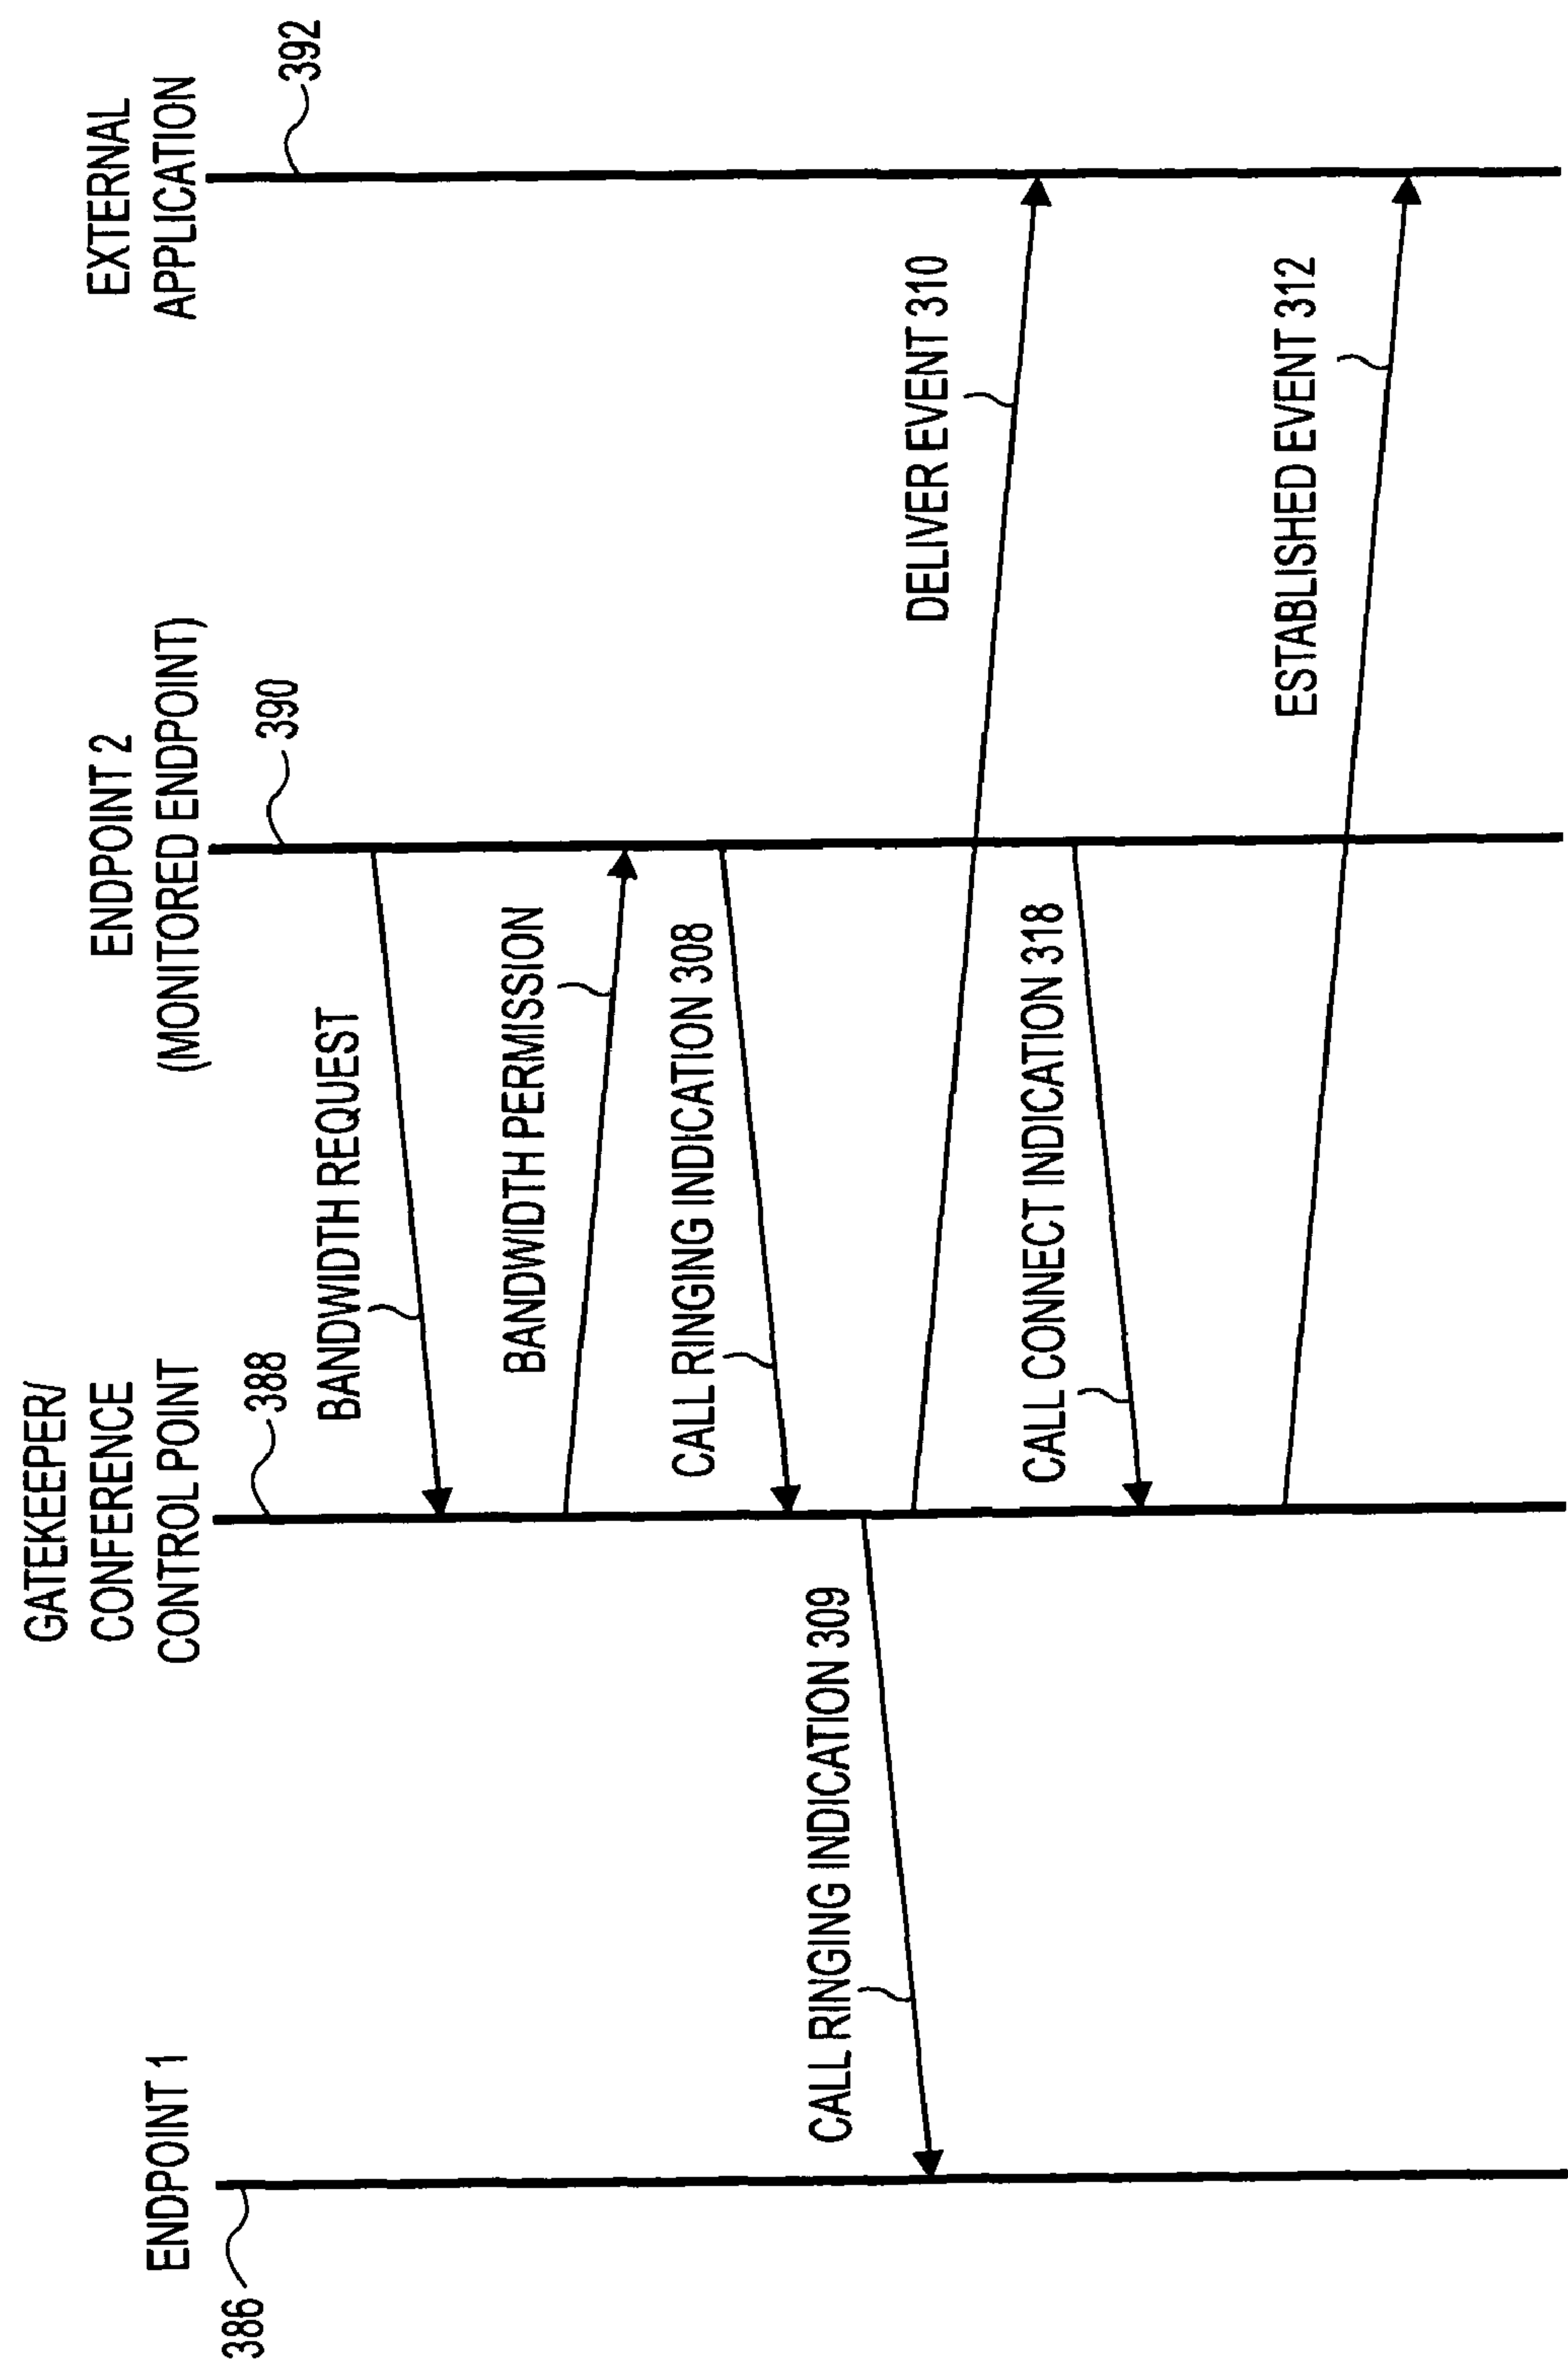 ENDPOINT 1
386
GATEKEEPER/
CONFERENCE
CONTROL POINT
388
ENDPOINT 2
(MONITORED ENDPOINT)
390
EXTERNAL
APPLICATION
392
BANDWIDTH REQUEST
BANDWIDTH PERMISSION
CALL RINGING INDICATION 308
CALL RINGING INDICATION 309
DELIVER EVENT 310
CALL CONNECT INDICATION 318
ESTABLISHED EVENT 312